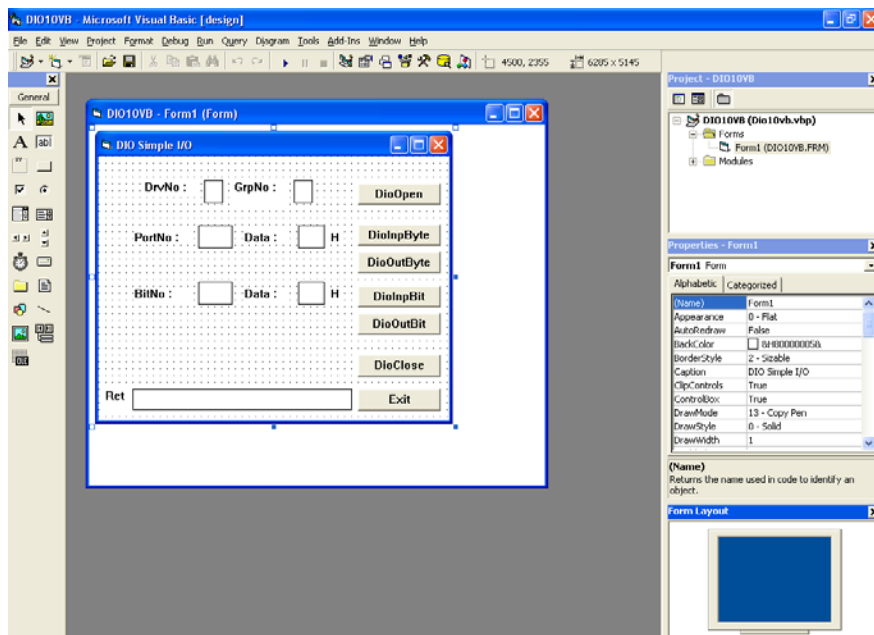 DIO10VB - Microsoft Visual Basic [design]
File Edit View Project Format Debug Run Query Diagram Tools Add-Ins Window Help
4500, 2355 6285 x 5145
General
A
abl
OLE
DIO10VB - Form1 (Form)
DIO Simple I/O
DrvNo : GrpNo : DioOpen
PortNo : Data : H DioInpByte
DioOutByte
BitNo : Data : H DioInpBit
DioOutBit
DioClose
Ret Exit
Project - DIO10VB
DIO10VB (Dio10vb.vbp)
Forms
Form1 (DIO10VB.FRM)
Modules
Properties - Form1
Form1 Form
Alphabetic Categorized
(Name) Form1
Appearance 0 - Flat
AutoRedraw False
BackColor &H80000005&
BorderStyle 2 - Sizable
Caption DIO Simple I/O
ClipControls True
ControlBox True
DrawMode 13 - Copy Pen
DrawStyle 0 - Solid
DrawWidth 1
(Name)
Returns the name used in code to identify an
object.
Form Layout